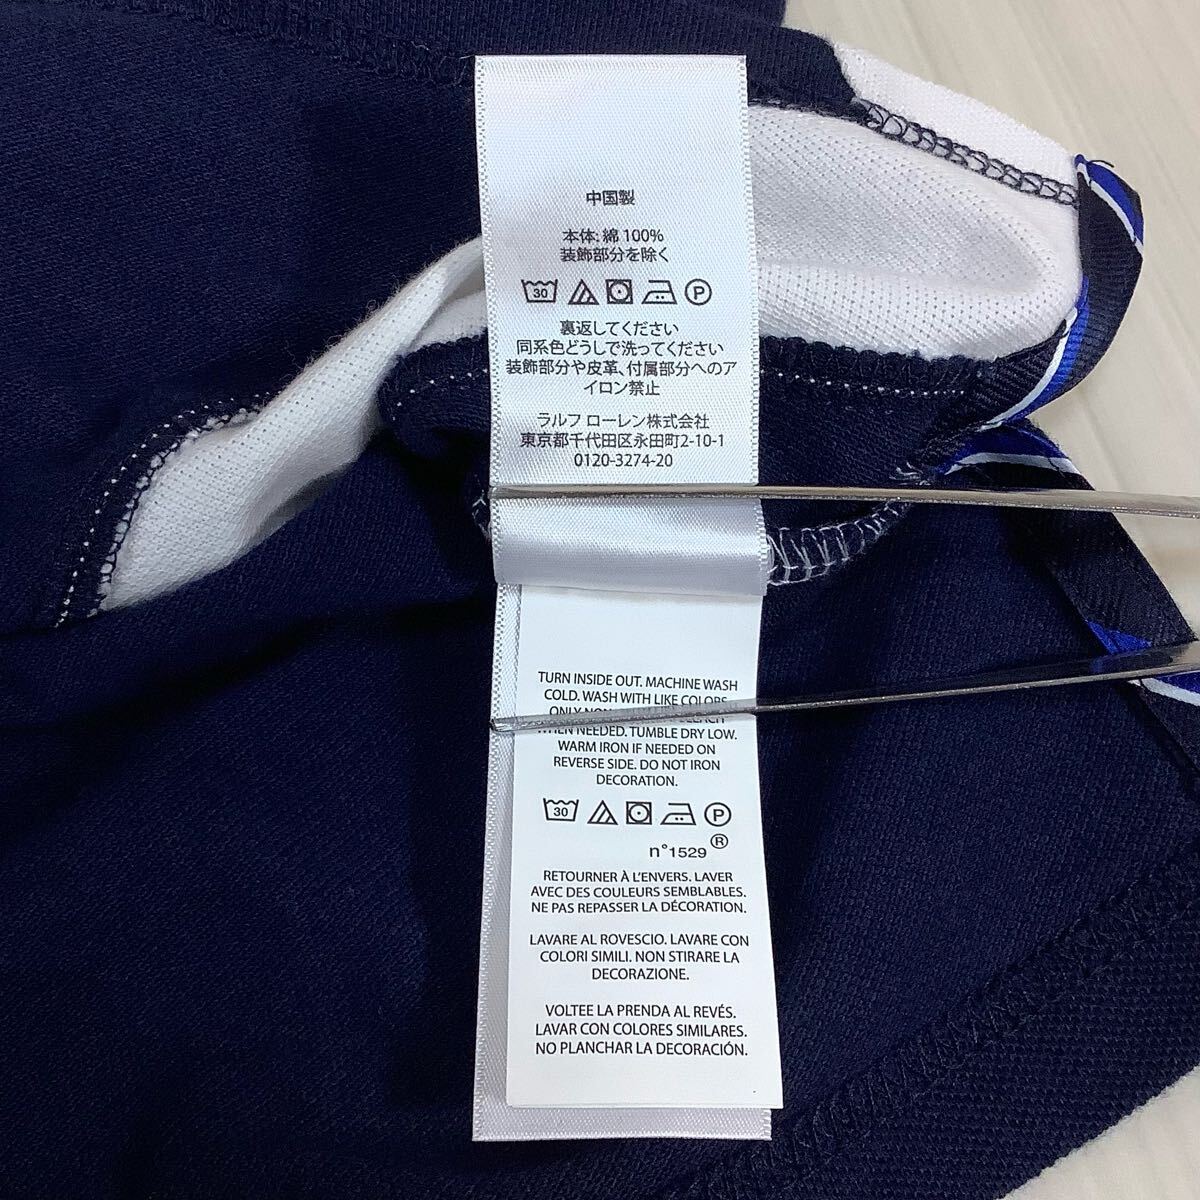 中国製
本体: 綿 100%
装飾部分を除く
30 P
裏返してください
同系色どうしで洗ってください
装飾部分や皮革、付属部分へのア
イロン禁止
ラルフ ローレン株式会社
東京都千代田区永田町2-10-1
0120-3274-20
TURN INSIDE OUT. MACHINE WASH
COLD. WASH WITH LIKE COLORS
ONLY
WHEN NEEDED. TUMBLE DRY LOW.
WARM IRON IF NEEDED ON
REVERSE SIDE. DO NOT IRON
DECORATION.
30 P
n°1529 ®
RETOURNER À L'ENVERS. LAVER
AVEC DES COULEURS SEMBLABLES.
NE PAS REPASSER LA DÉCORATION.
LAVARE AL ROVESCIO. LAVARE CON
COLORI SIMILI. NON STIRARE LA
DECORAZIONE.
VOLTEE LA PRENDA AL REVÉS.
LAVAR CON COLORES SIMILARES.
NO PLANCHAR LA DECORACIÓN.